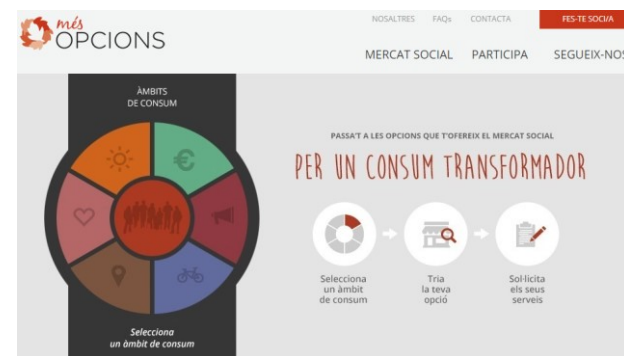 més
OPCIONS
NOSALTRES FAQs CONTACTA FES-TE SOCI/A
MERCAT SOCIAL PARTICIPA SEGUEIX-NOS
ÀMBITS
DE CONSUM
€
Selecciona
un àmbit de consum
PASSA'T A LES OPCIONS QUE T'OFEREIX EL MERCAT SOCIAL
PER UN CONSUM TRANSFORMADOR
Selecciona
un àmbit
de consum
Tria
la teva
opció
Sol·licita
els seus
serveis